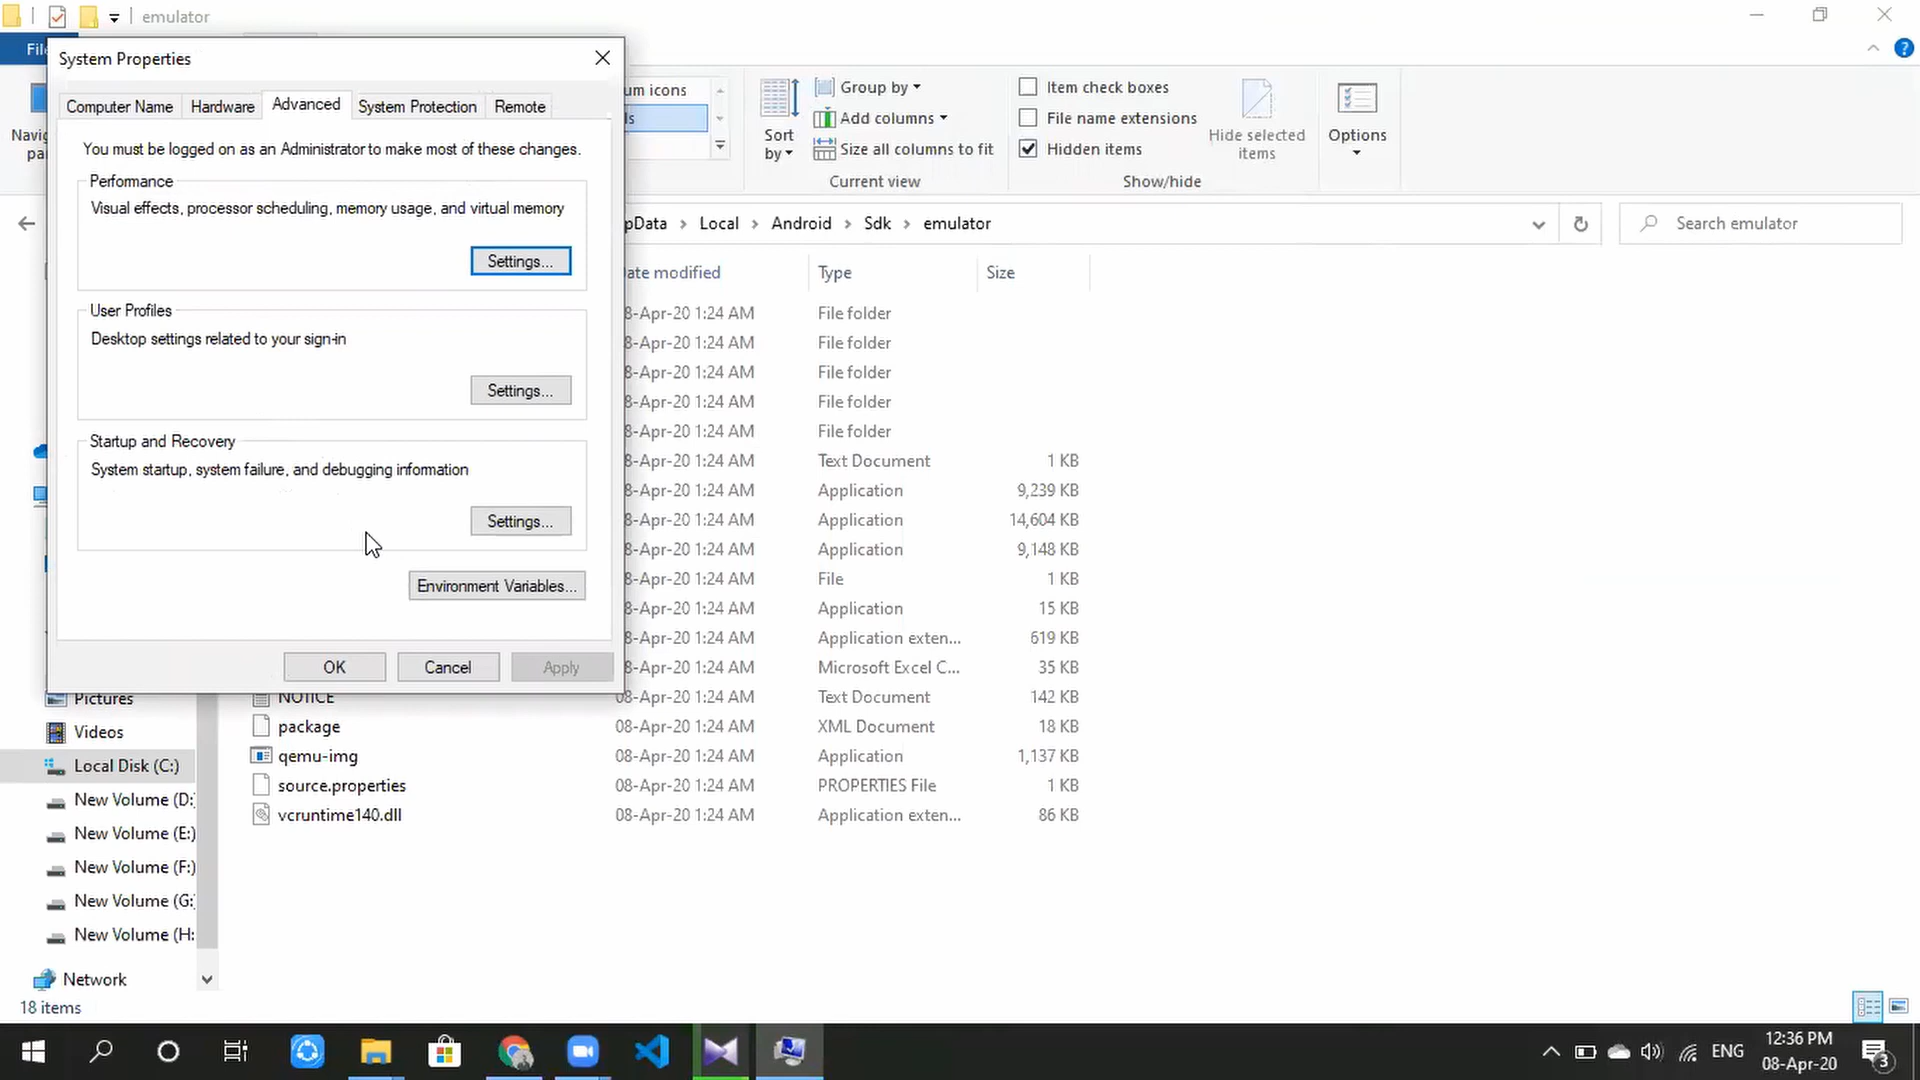 emulator
System Properties
Computer Name
Hardware
Advanced
System Protection
Remote
You must be logged on as an Administrator to make most of these changes.
Performance
Visual effects, processor scheduling, memory usage, and virtual memory
Settings...
User Profiles
Desktop settings related to your sign-in
Settings...
Startup and Recovery
System startup, system failure, and debugging information
Settings...
Environment Variables...
OK
Cancel
Apply
icons
Sort by
Group by
Add columns
Size all columns to fit
Current view
Item check boxes
File name extensions
Hidden items
Hide selected items
Show/hide
Options
Local
Android
Sdk
emulator
Search emulator
Type
Size
8-Apr-20 1:24 AM File folder
8-Apr-20 1:24 AM File folder
8-Apr-20 1:24 AM File folder
8-Apr-20 1:24 AM File folder
8-Apr-20 1:24 AM File folder
8-Apr-20 1:24 AM Text Document 1 KB
8-Apr-20 1:24 AM Application 9,239 KB
8-Apr-20 1:24 AM Application 14,604 KB
8-Apr-20 1:24 AM Application 9,148 KB
8-Apr-20 1:24 AM File 1 KB
8-Apr-20 1:24 AM Application 15 KB
8-Apr-20 1:24 AM Application exten... 619 KB
8-Apr-20 1:24 AM Microsoft Excel C... 35 KB
NOTICE 08-Apr-20 1:24 AM Text Document 142 KB
package 08-Apr-20 1:24 AM XML Document 18 KB
qemu-img 08-Apr-20 1:24 AM Application 1,137 KB
source.properties 08-Apr-20 1:24 AM PROPERTIES File 1 KB
vcruntime140.dll 08-Apr-20 1:24 AM Application exten... 86 KB
Pictures
Videos
Local Disk (C:)
New Volume (D:
New Volume (E:)
New Volume (F:)
New Volume (G:
New Volume (H:
Network
18 items
ENG
12:36 PM
08-Apr-20
3